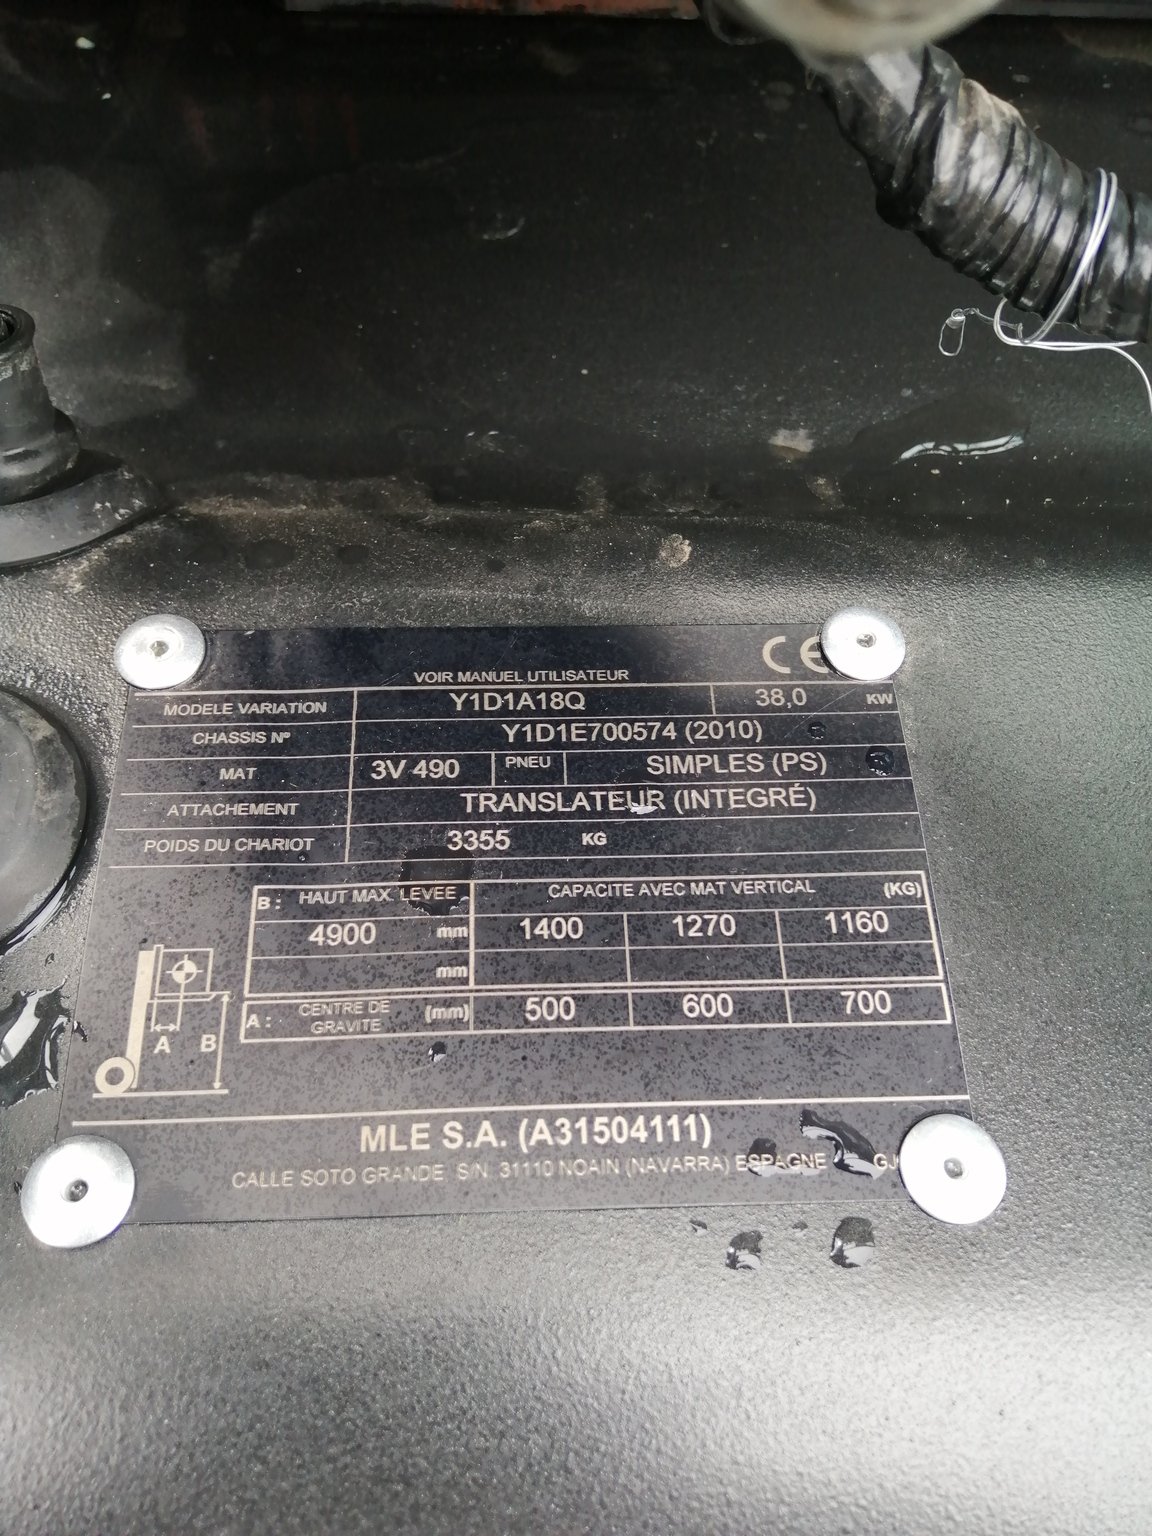 CE
VOIR MANUEL UTILISATEUR
MODELE VARIATION Y1D1A18Q 38,0 KW
CHASSIS Nº Y1D1E700574 (2010)
MAT 3V 490 PNEU SIMPLES (PS)
ATTACHEMENT TRANSLATEUR (INTEGRÉ)
POIDS DU CHARIOT 3355 KG
B : HAUT MAX. LEVEE CAPACITE AVEC MAT VERTICAL (KG)
4900 mm 1400 1270 1160
mm
A : CENTRE DE GRAVITE (mm) 500 600 700
A B
MLE S.A. (A31504111)
CALLE SOTO GRANDE S/N 31110 NOAIN (NAVARRA) ESPAGNE